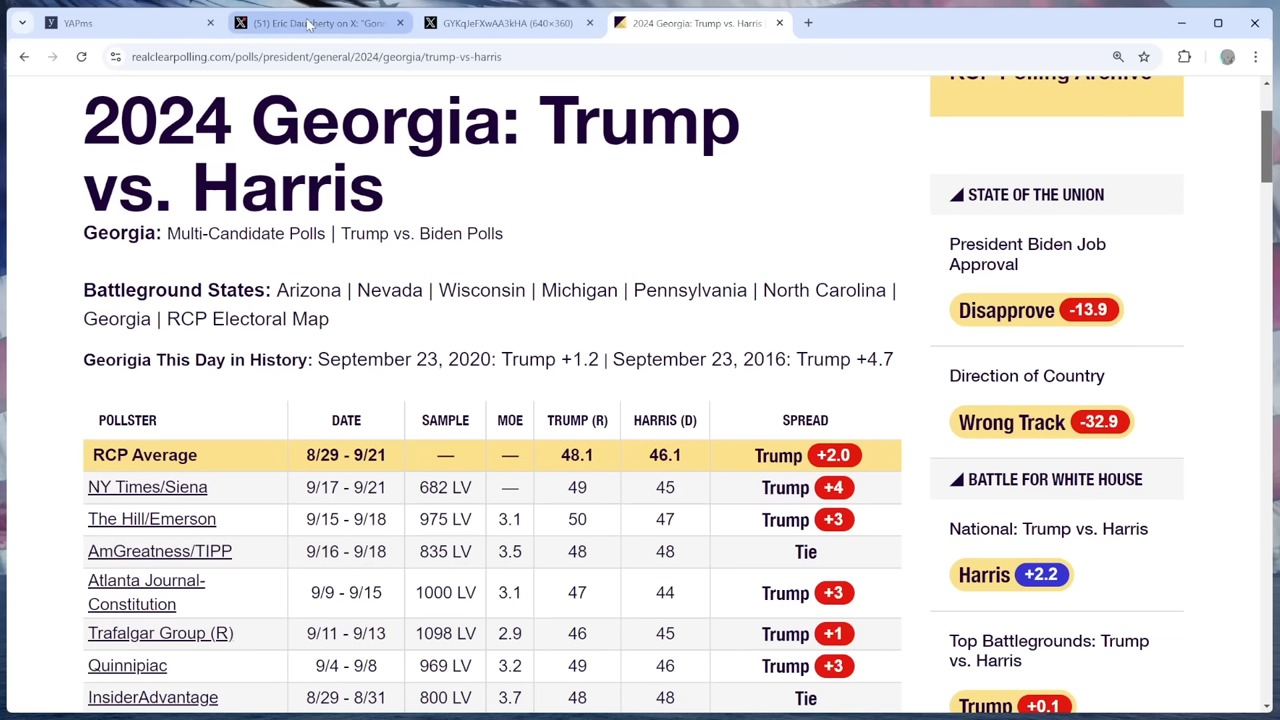 YAPms
(51) Eric Daugherty on X: "Gon
GYKqJeFXwAA3kHA (640×360)
2024 Georgia: Trump vs. Harris
realclearpolling.com/polls/president/general/2024/georgia/trump-vs-harris
RCP Polling Archive
2024 Georgia: Trump
vs. Harris
Georgia: Multi-Candidate Polls | Trump vs. Biden Polls
Battleground States: Arizona | Nevada | Wisconsin | Michigan | Pennsylvania | North Carolina |
Georgia | RCP Electoral Map
Georigia This Day in History: September 23, 2020: Trump +1.2 | September 23, 2016: Trump +4.7
POLLSTER DATE SAMPLE MOE TRUMP (R) HARRIS (D) SPREAD
RCP Average 8/29 - 9/21 — — 48.1 46.1 Trump +2.0
NY Times/Siena 9/17 - 9/21 682 LV — 49 45 Trump +4
The Hill/Emerson 9/15 - 9/18 975 LV 3.1 50 47 Trump +3
AmGreatness/TIPP 9/16 - 9/18 835 LV 3.5 48 48 Tie
Atlanta Journal-
Constitution 9/9 - 9/15 1000 LV 3.1 47 44 Trump +3
Trafalgar Group (R) 9/11 - 9/13 1098 LV 2.9 46 45 Trump +1
Quinnipiac 9/4 - 9/8 969 LV 3.2 49 46 Trump +3
InsiderAdvantage 8/29 - 8/31 800 LV 3.7 48 48 Tie
STATE OF THE UNION
President Biden Job
Approval
Disapprove -13.9
Direction of Country
Wrong Track -32.9
BATTLE FOR WHITE HOUSE
National: Trump vs. Harris
Harris +2.2
Top Battlegrounds: Trump
vs. Harris
Trump +0.1